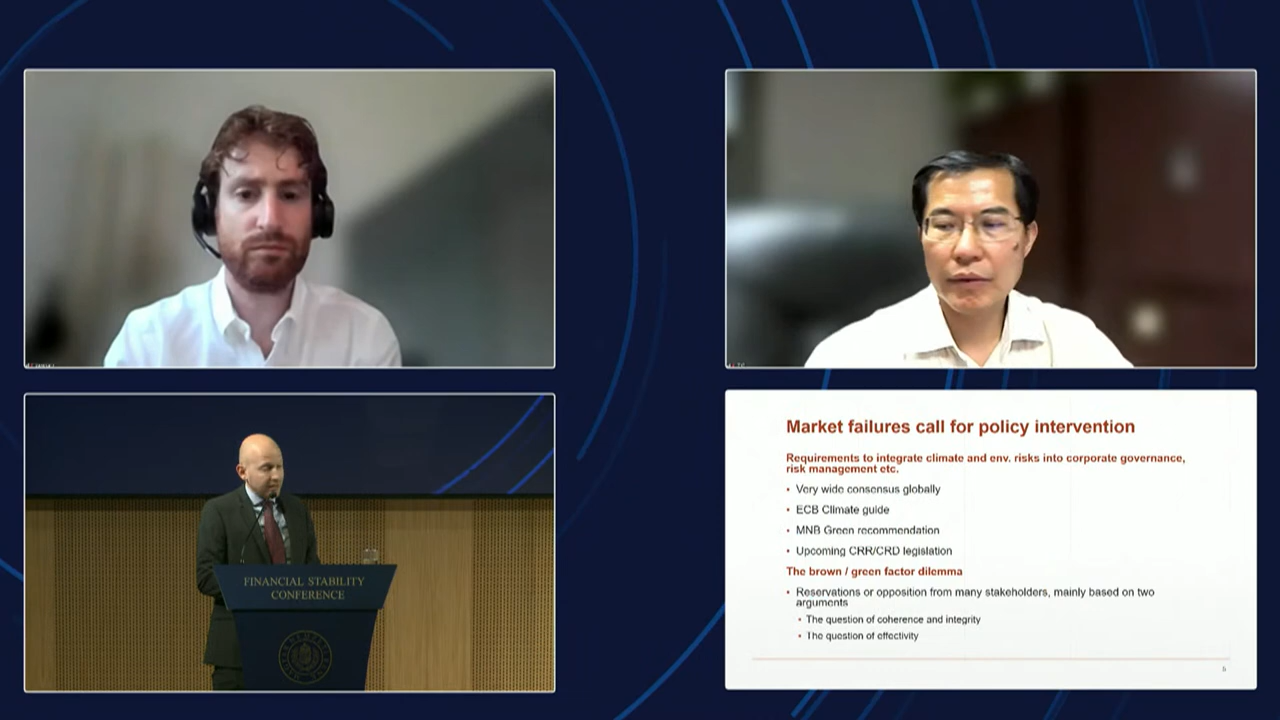 FINANCIAL STABILITY
CONFERENCE
Market failures call for policy intervention
Requirements to integrate climate and env. risks into corporate governance,
risk management etc.
• Very wide consensus globally
• ECB Climate guide
• MNB Green recommendation
• Upcoming CRR/CRD legislation
The brown / green factor dilemma
• Reservations or opposition from many stakeholders, mainly based on two
arguments
• The question of coherence and integrity
• The question of effectivity
5